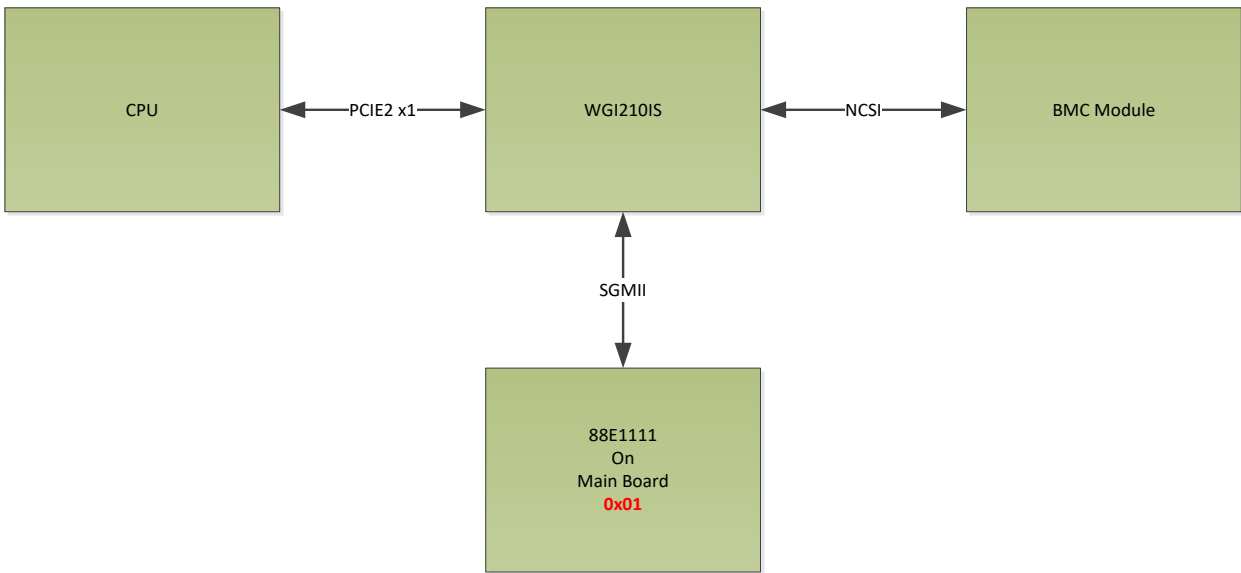 CPU
PCIE2 x1
WGI210IS
NCSI
BMC Module
SGMII
88E1111
On
Main Board
0x01